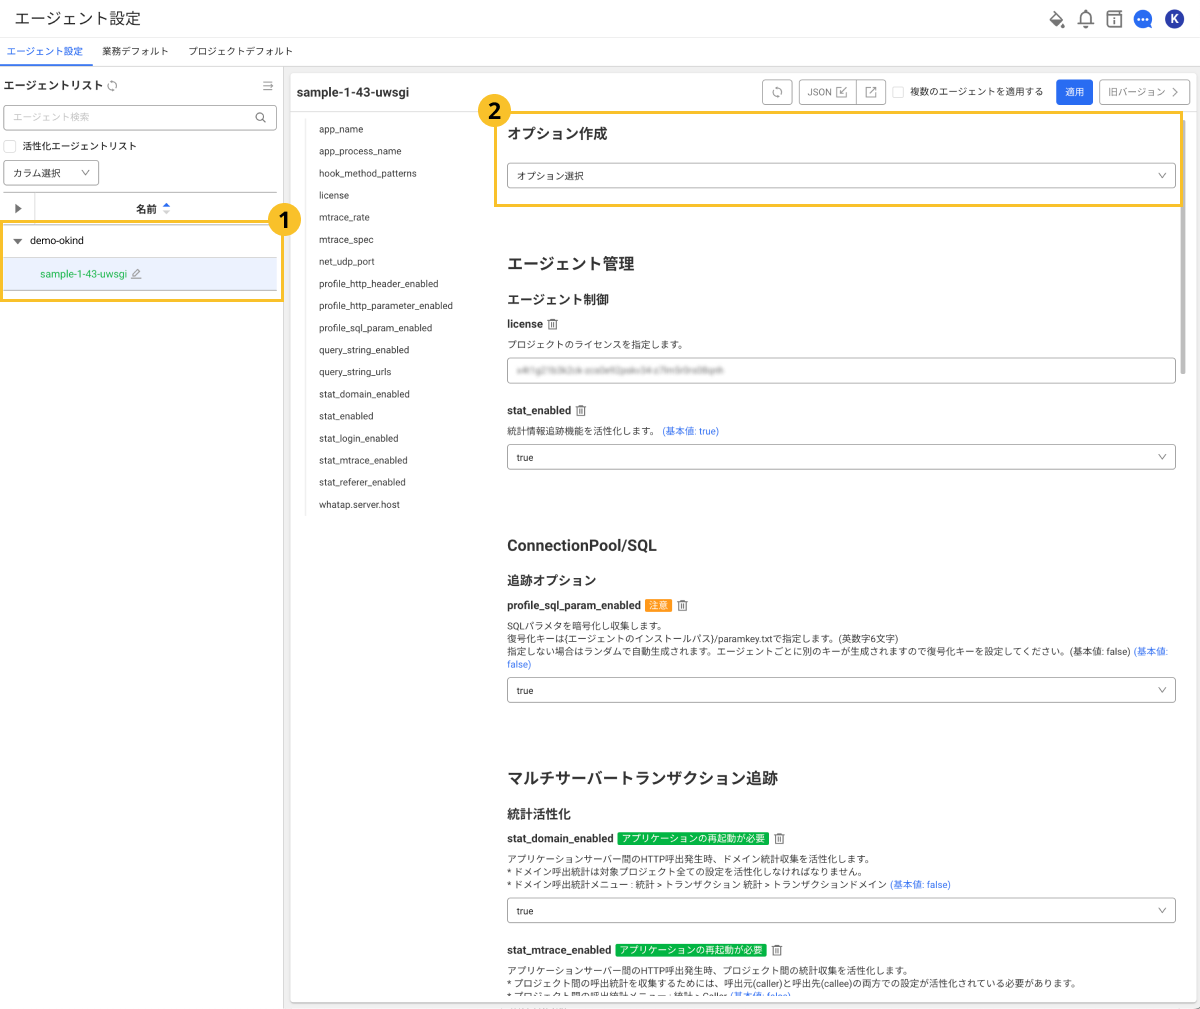 エージェント設定
K
エージェント設定 業務デフォルト プロジェクトデフォルト
エージェントリスト
エージェント検索
活性化エージェントリスト
カラム選択
名前
1
demo-okind
sample-1-43-uwsgi
sample-1-43-uwsgi
JSON
複数のエージェントを適用する
適用
旧バージョン
app_name
app_process_name
hook_method_patterns
license
mtrace_rate
mtrace_spec
net_udp_port
profile_http_header_enabled
profile_http_parameter_enabled
profile_sql_param_enabled
query_string_enabled
query_string_urls
stat_domain_enabled
stat_enabled
stat_login_enabled
stat_mtrace_enabled
stat_referer_enabled
whatap.server.host
2
オプション作成
オプション選択
エージェント管理
エージェント制御
license
プロジェクトのライセンスを指定します。
stat_enabled
統計情報追跡機能を活性化します。 (基本値: true)
true
ConnectionPool/SQL
追跡オプション
profile_sql_param_enabled 注意
SQLパラメタを暗号化し収集します。
復号化キーは{エージェントのインストールパス}/paramkey.txtで指定します。(英数字6文字)
指定しない場合はランダムで自動生成されます。エージェントごとに別のキーが生成されますので復号化キーを設定してください。(基本値: false) (基本値:
false)
true
マルチサーバートランザクション追跡
統計活性化
stat_domain_enabled アプリケーションの再起動が必要
アプリケーションサーバー間のHTTP呼出発生時、ドメイン統計収集を活性化します。
* ドメイン呼出統計は対象プロジェクト全ての設定を活性化しなければなりません。
* ドメイン呼出統計メニュー : 統計 > トランザクション 統計 > トランザクションドメイン (基本値: false)
true
stat_mtrace_enabled アプリケーションの再起動が必要
アプリケーションサーバー間のHTTP呼出発生時、プロジェクト間の統計収集を活性化します。
* プロジェクト間の呼出統計を収集するためには、呼出元(caller)と呼出先(callee)の両方での設定が活性化されている必要があります。
* プロジェクト間の呼出統計メニュー : 統計 > Caller (基本値: false)